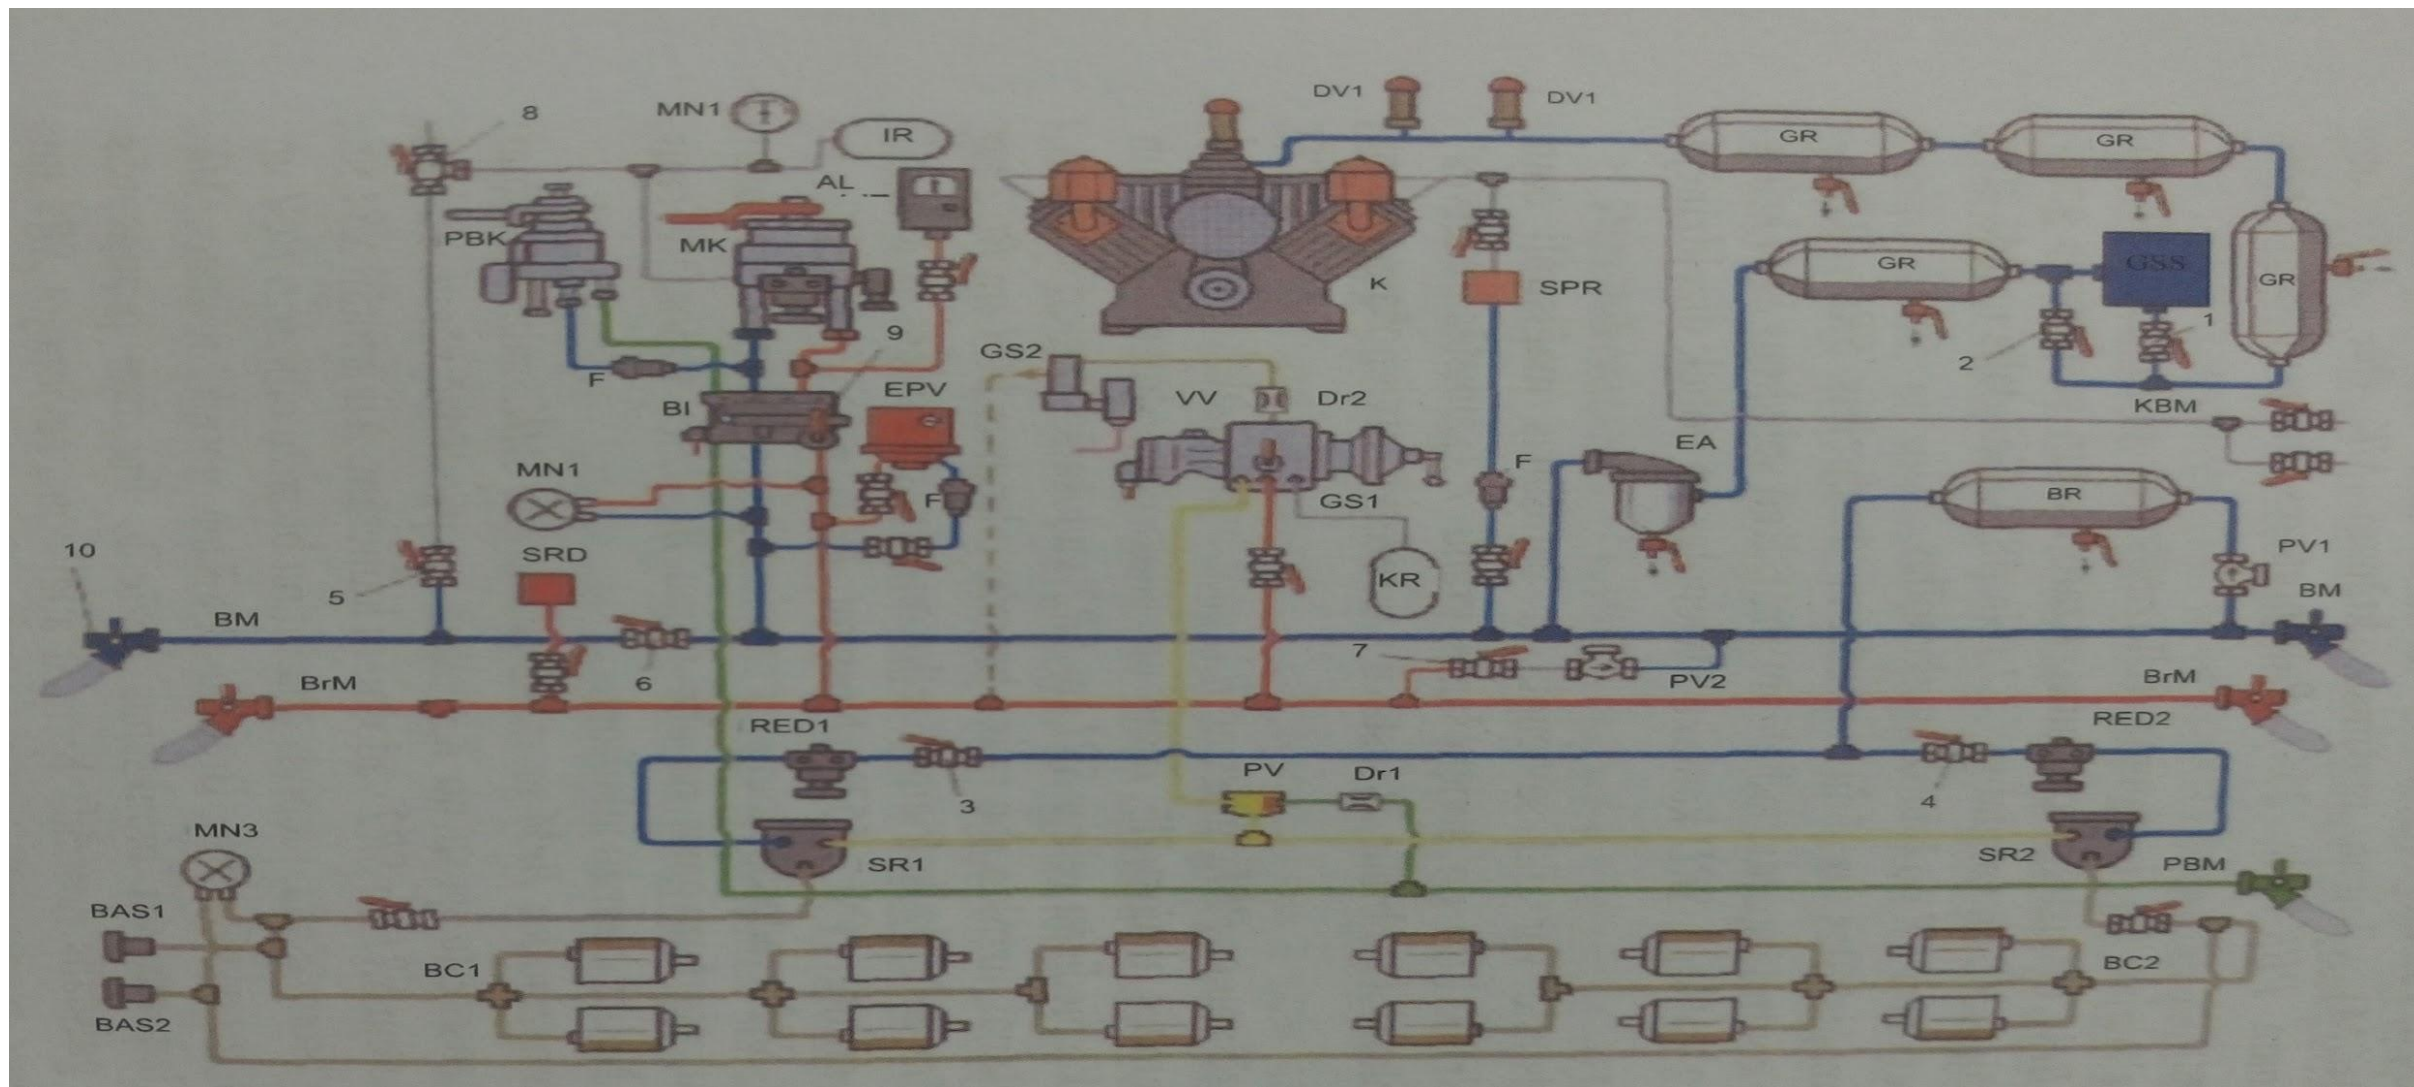 8
MN1
IR
DV1
DV1
GR
GR
AL
PBK
MK
K
SPR
GR
GSS
GR
1
2
9
F
BI
EPV
GS2
VV
Dr2
KBM
MN1
F
GS1
F
EA
BR
10
SRD
KR
PV1
5
BM
BM
6
7
PV2
BrM
BrM
RED1
RED2
3
PV
Dr1
4
MN3
SR1
SR2
PBM
BAS1
BC1
BC2
BAS2